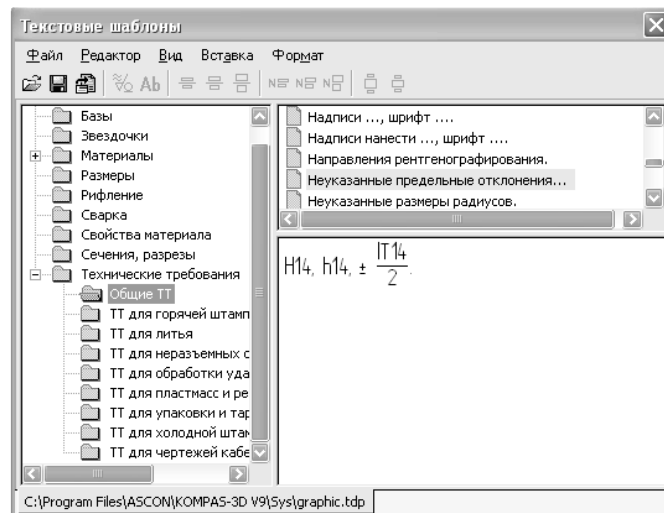 Текстовые шаблоны
Файл Редактор Вид Вставка Формат
Ab
Базы
Звездочки
Материалы
Размеры
Рифление
Сварка
Свойства материала
Сечения, разрезы
Технические требования
Общие ТТ
ТТ для горячей штамп
ТТ для литья
ТТ для неразъемных с
ТТ для обработки уда
ТТ для пластмасс и ре
ТТ для упаковки и тар
ТТ для холодной штам
ТТ для чертежей кабе
Надписи ..., шрифт ....
Надписи нанести ..., шрифт ....
Направления рентгенографирования.
Неуказанные предельные отклонения...
Неуказанные размеры радиусов.
H14, h14, ± IT14
2.
C:\Program Files\ASCON\KOMPAS-3D V9\Sys\graphic.tdp